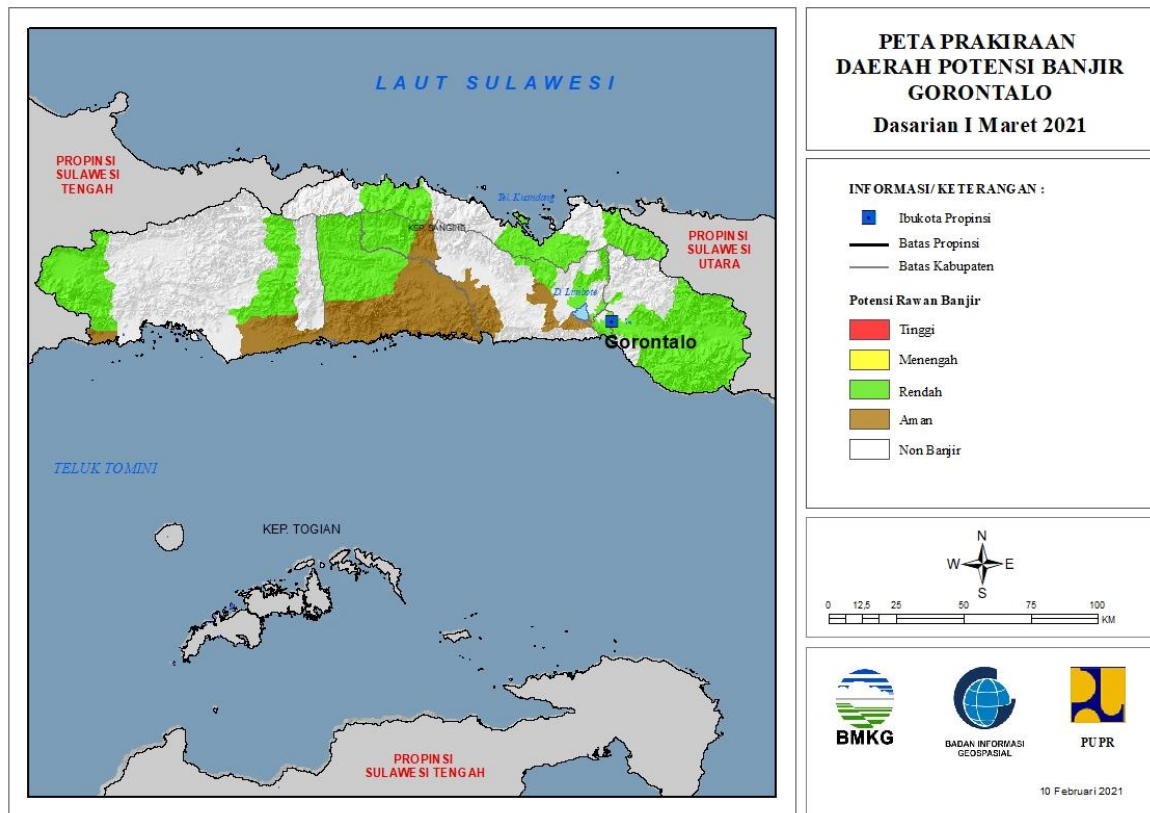 LAUT SULAWESI
PROPINSI
SULAWESI
TENGAH
Tel. Kuandang
KEP. SANGIHE
PROPINSI
SULAWESI
UTARA
D. Limboto
Gorontalo
TELUK TOMINI
KEP. TOGIAN
PROPINSI
SULAWESI TENGAH
PETA PRAKIRAAN
DAERAH POTENSI BANJIR
GORONTALO
Dasarian I Maret 2021
INFORMASI/ KETERANGAN :
Ibukota Propinsi
Batas Propinsi
Batas Kabupaten
Potensi Rawan Banjir
Tinggi
Menengah
Rendah
Aman
Non Banjir
N
W E
S
0 12,5 25 50 75 100
KM
BMKG
BADAN INFORMASI
GEOSPASIAL
PUPR
10 Februari 2021